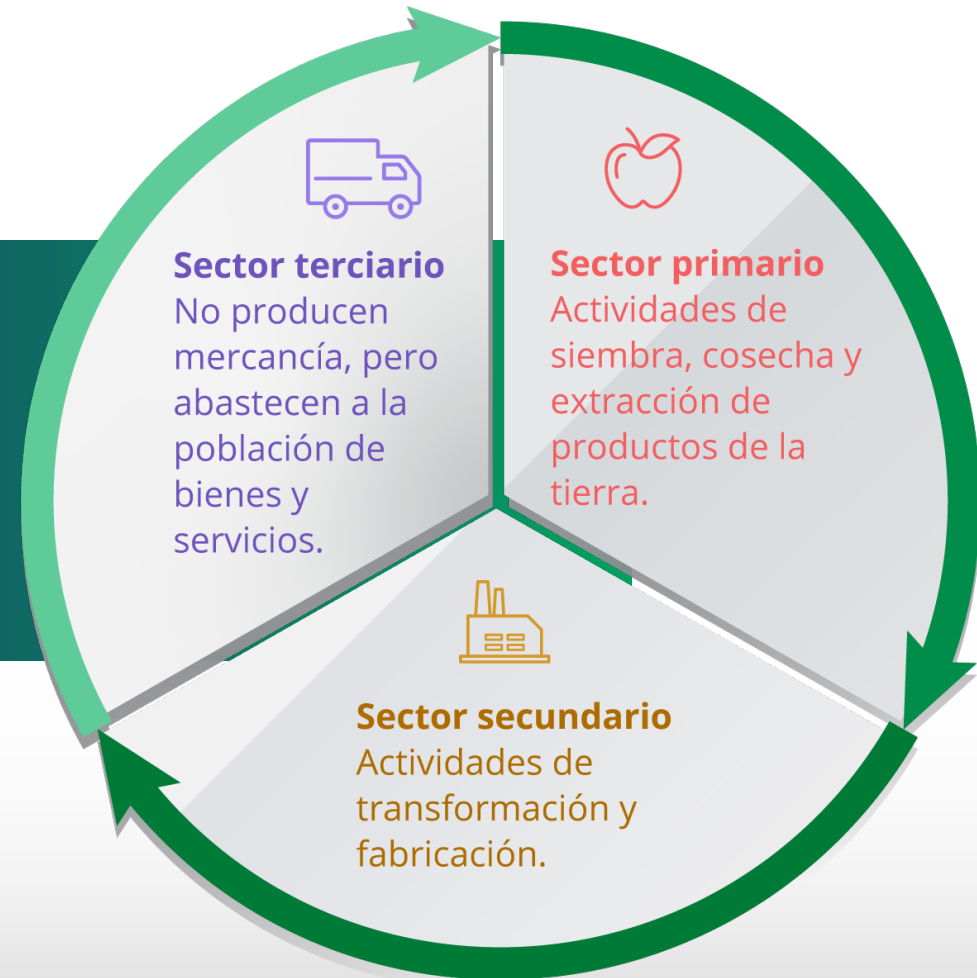 Sector terciario
No producen
mercancía, pero
abastecen a la
población de
bienes y
servicios.
Sector primario
Actividades de
siembra, cosecha y
extracción de
productos de la
tierra.
Sector secundario
Actividades de
transformación y
fabricación.